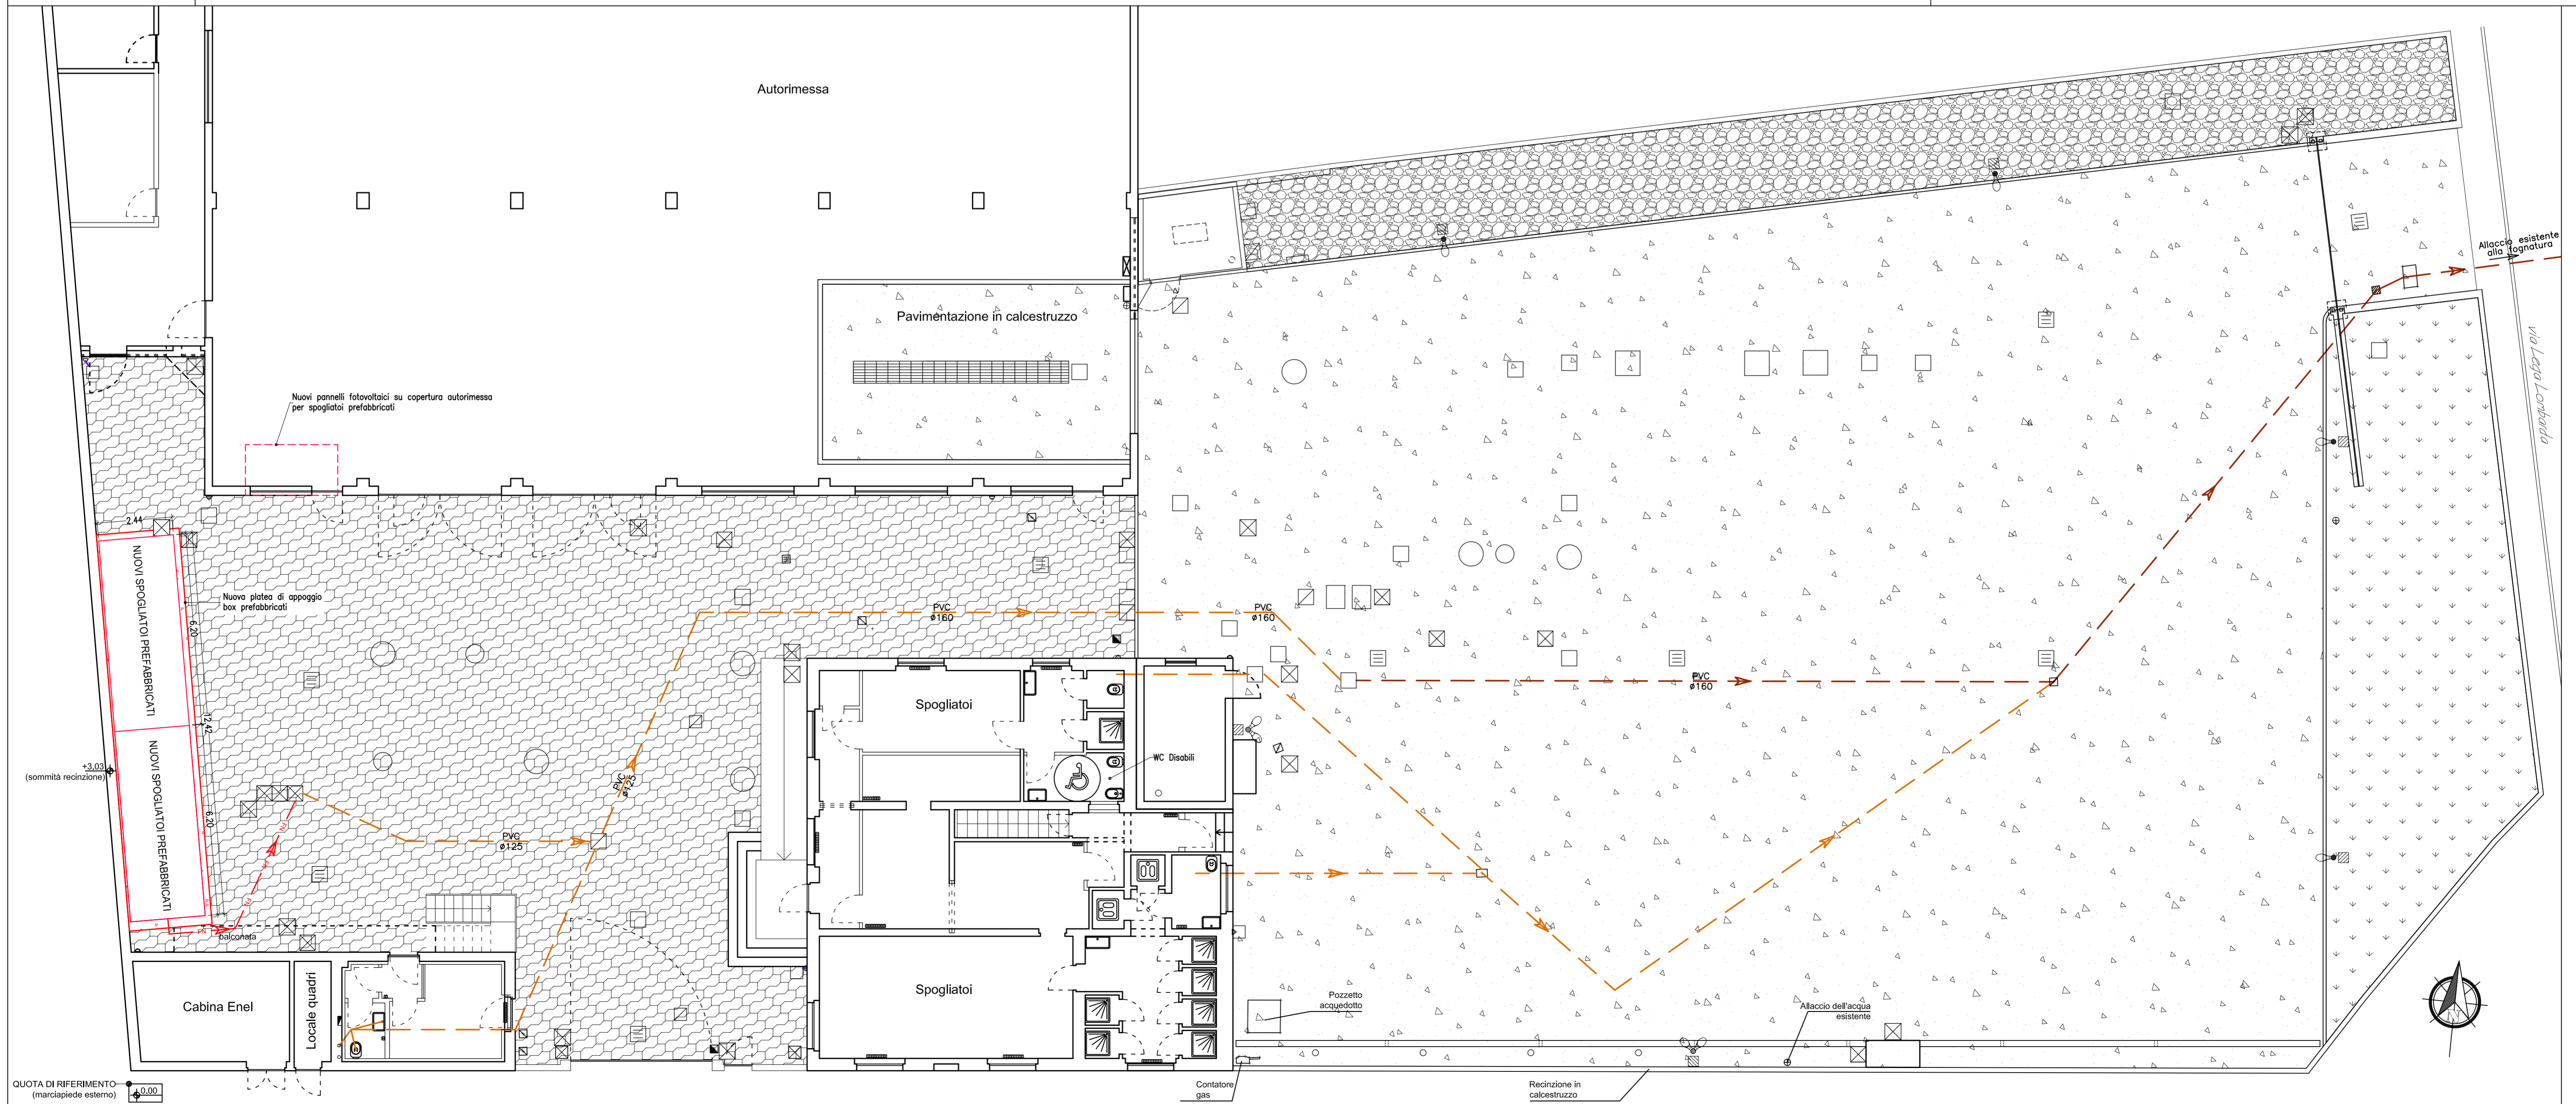 Autorimessa
Pavimentazione in calcestruzzo
Allaccio esistente
alla fognatura
via Lega Lombarda
Nuovi pannelli fotovoltaici su copertura autorimessa
per spogliatoi prefabbricati
2.44
NUOVI SPOGLIATOI PREFABBRICATI
Nuova platea di appoggio
box prefabbricati
6.20
12.42
NUOVI SPOGLIATOI PREFABBRICATI
6.20
+3,03
(sommità recinzione)
PVC
ø160
PVC
ø160
PVC
ø160
PVC
ø125
PVC
ø125
FN
FN
FN
FN
balconata
Spogliatoi
WC Disabili
Spogliatoi
Cabina Enel
Locale quadri
Pozzetto
acquedotto
Allaccio dell'acqua
esistente
QUOTA DI RIFERIMENTO
(marciapiede esterno)
+0,00
Contatore
gas
Recinzione in
calcestruzzo